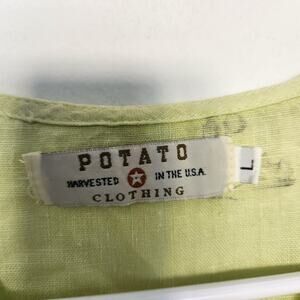 POTATO
HARVESTED IN THE U.S.A.
CLOTHING
L